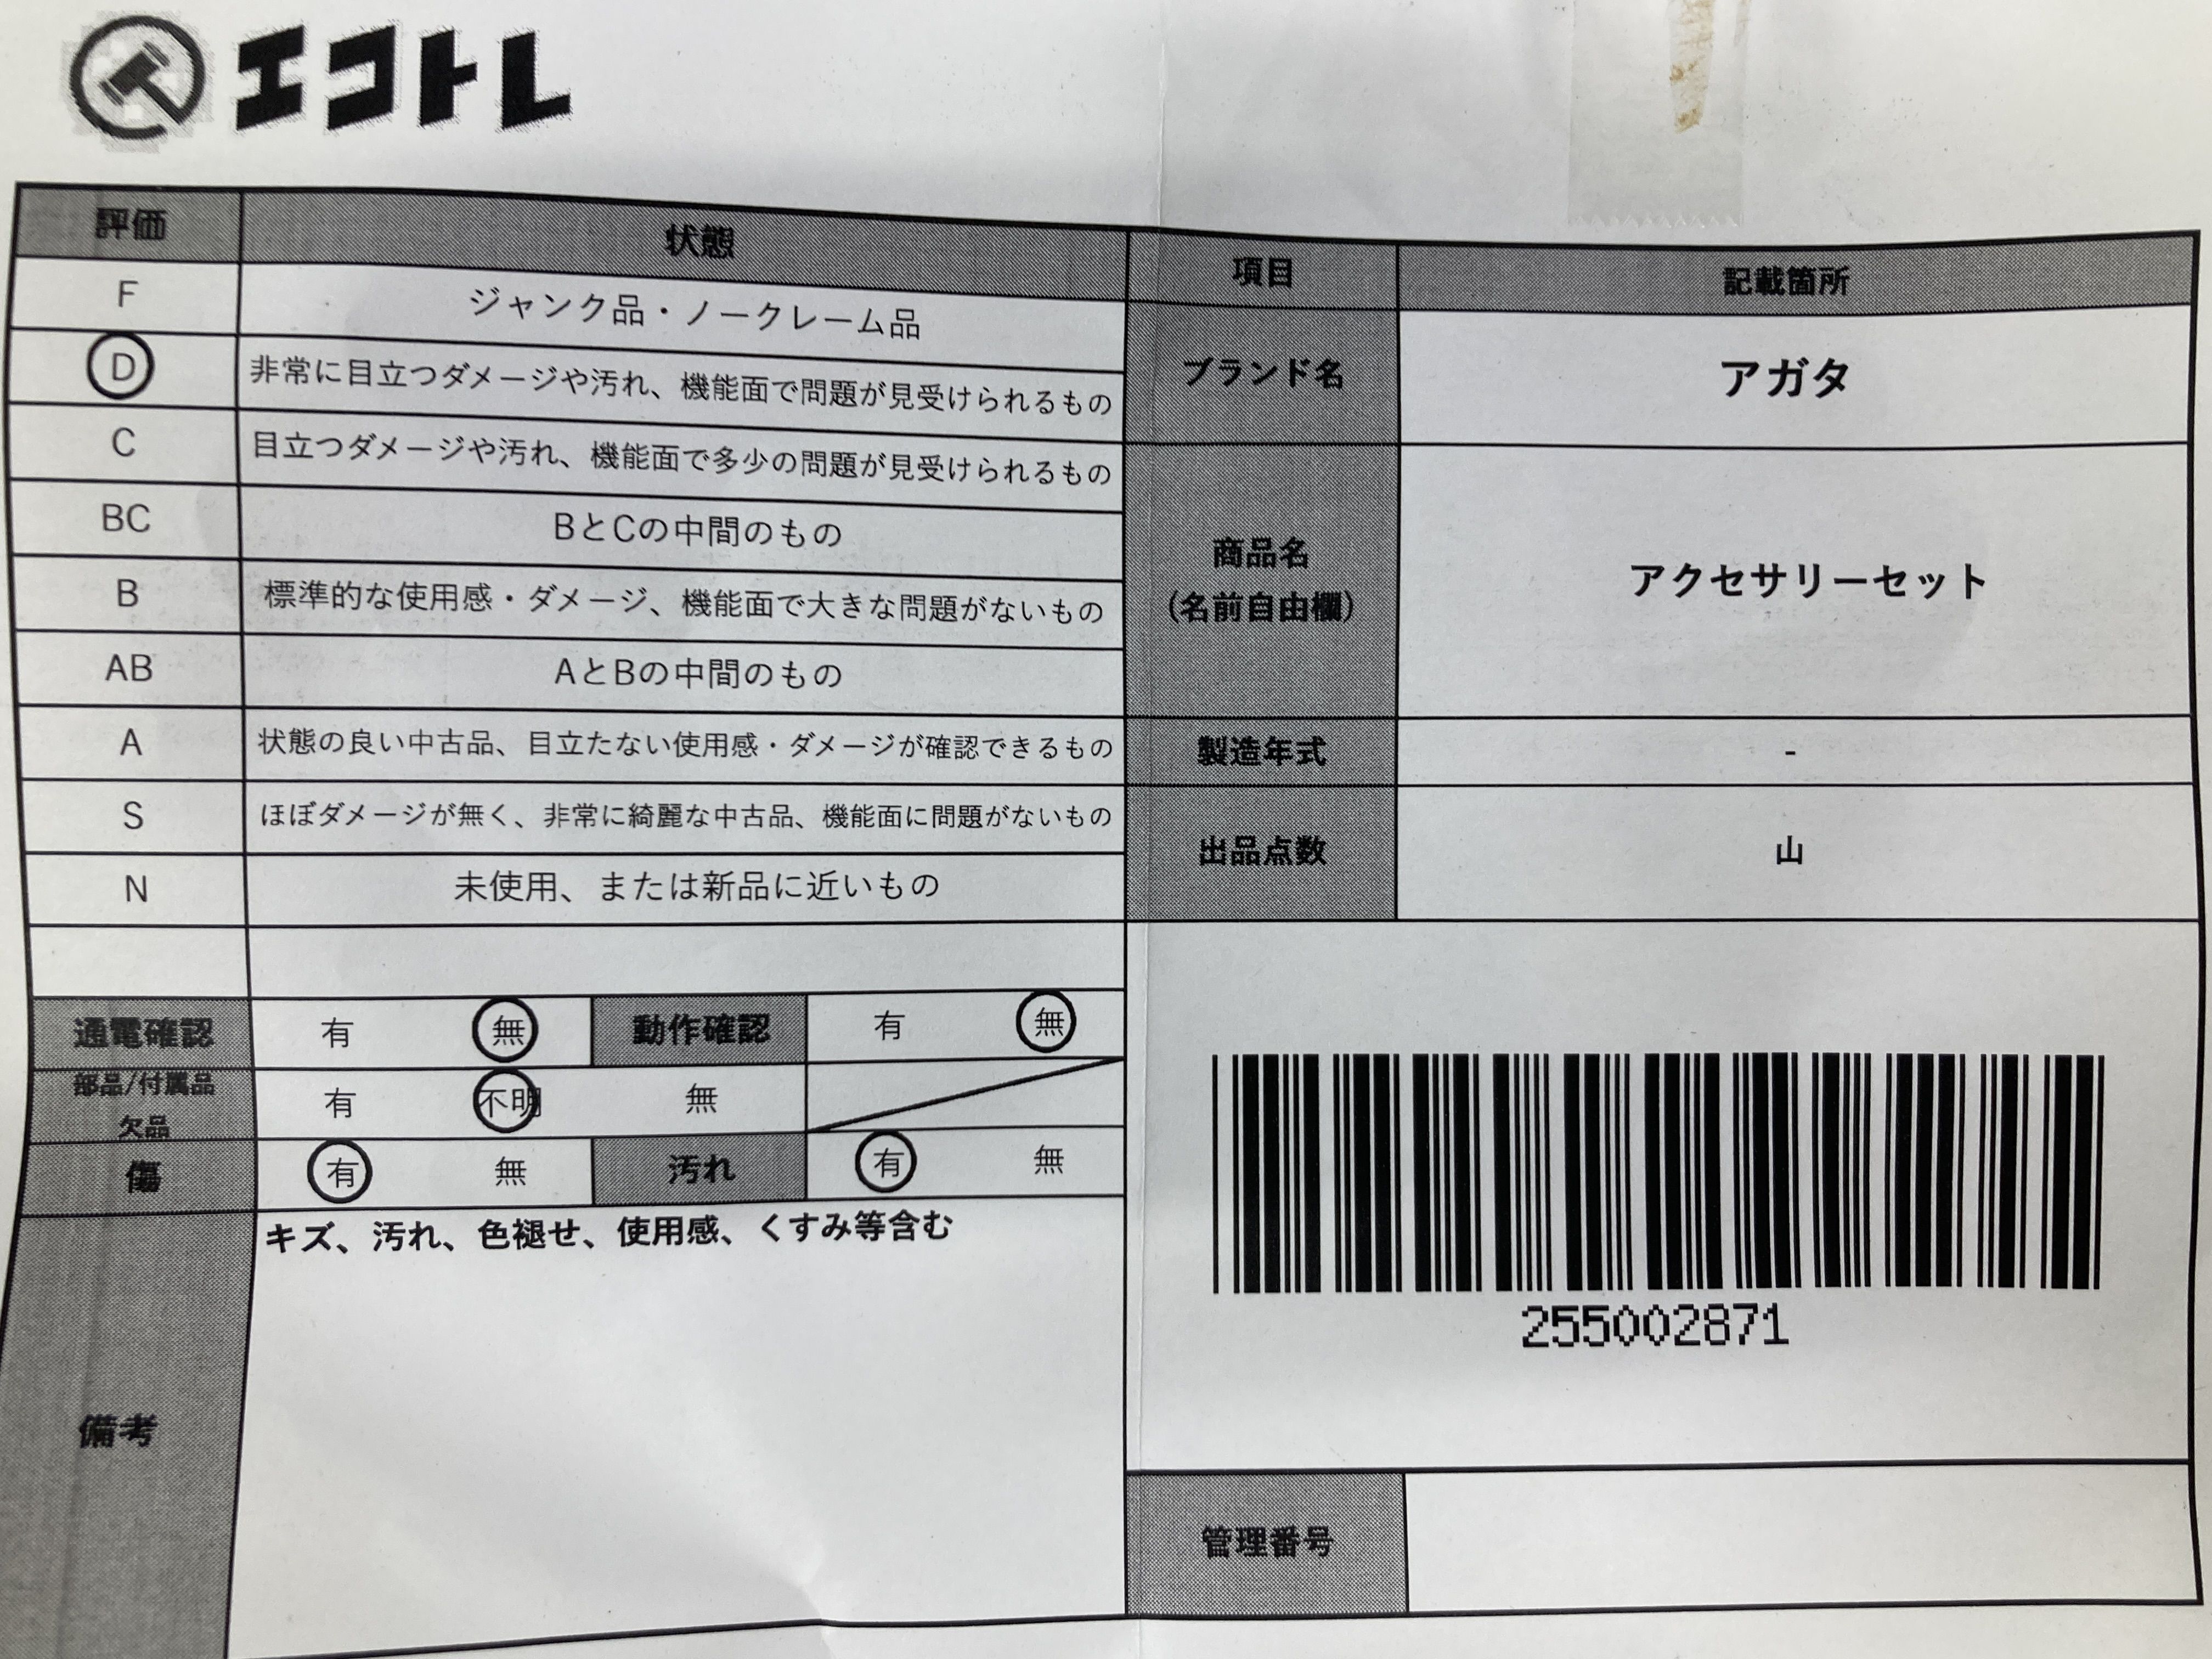 エコトレ
評価 状態
F ジャンク品・ノークレーム品
D 非常に目立つダメージや汚れ、機能面で問題が見受けられるもの
C 目立つダメージや汚れ、機能面で多少の問題が見受けられるもの
BC BとCの中間のもの
B 標準的な使用感・ダメージ、機能面で大きな問題がないもの
AB AとBの中間のもの
A 状態の良い中古品、目立たない使用感・ダメージが確認できるもの
S ほぼダメージが無く、非常に綺麗な中古品、機能面に問題がないもの
N 未使用、または新品に近いもの
通電確認 有 無 動作確認 有 無
部品/付属品
欠品 有 不明 無
傷 有 無 汚れ 有 無
備考 キズ、汚れ、色褪せ、使用感、くすみ等含む
項目 記載箇所
ブランド名 アガタ
商品名
(名前自由欄) アクセサリーセット
製造年式 -
出品点数 山
255002871
管理番号